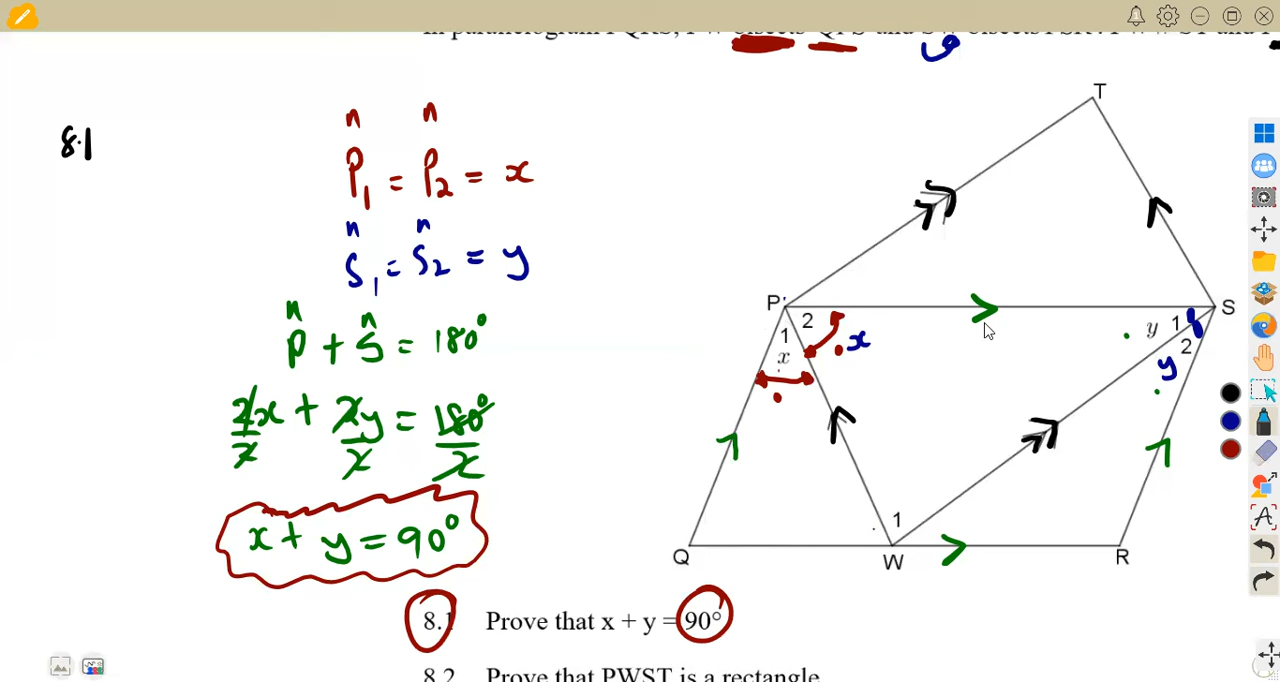 8.1
P̂₁ = P̂₂ = x
Ŝ₁ = Ŝ₂ = y
P̂ + Ŝ = 180°
2x/2 + 2y/2 = 180°/2
x + y = 90°
T
P
S
2
1
x
x
y
1
2
y
1
Q
W
R
8.1 Prove that x + y = 90°
8.2 Prove that PWST is a rectangle
A